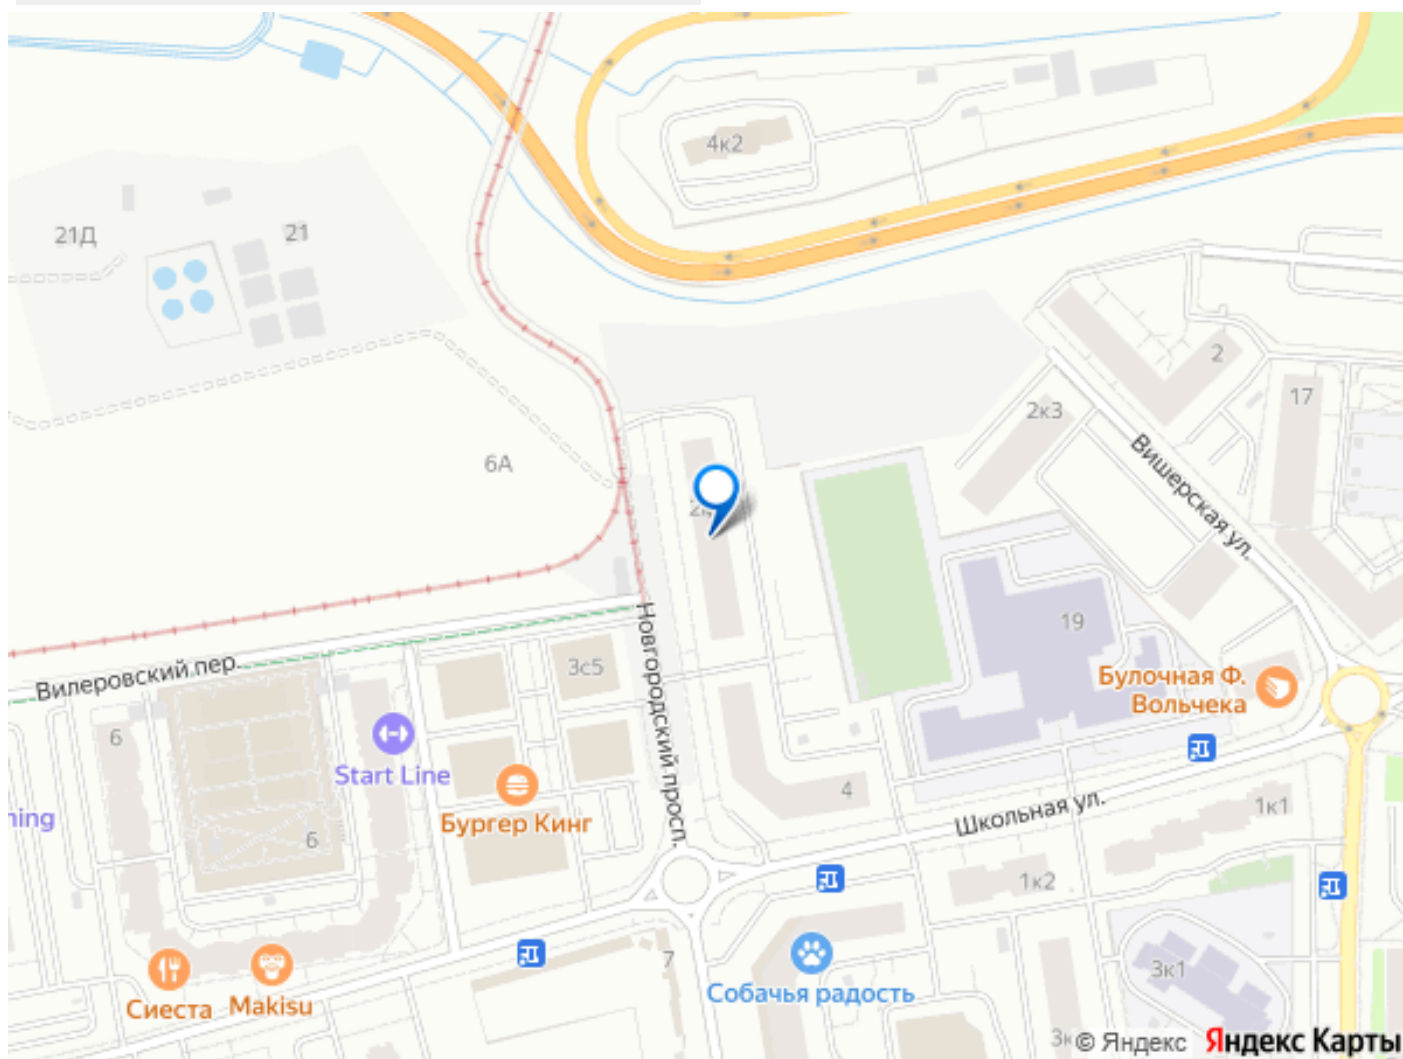 4к2
21Д
21
2
17
2к3
6А
Вишерская ул.
19
Новгородский просп.
Вилеровский пер.
3с5
Булочная Ф.
Вольчека
6
Start Line
4
ning
Бургер Кинг
6
Школьная ул.
1к1
1к2
7
3к1
Сиеста
Makisu
Собачья радость
© Яндекс
Яндекс Карты